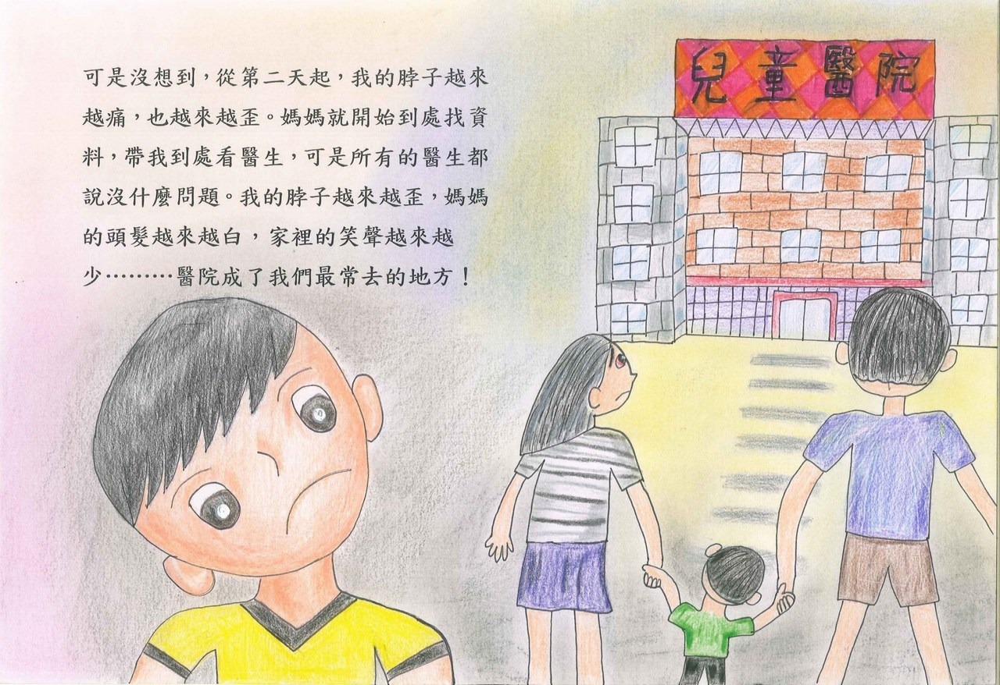 可是沒想到，從第二天起，我的脖子越來
越痛，也越來越歪。媽媽就開始到處找資
料，帶我到處看醫生，可是所有的醫生都
說沒什麼問題。我的脖子越來越歪，媽媽
的頭髮越來越白，家裡的笑聲越來越
少………醫院成了我們最常去的地方！
兒童醫院